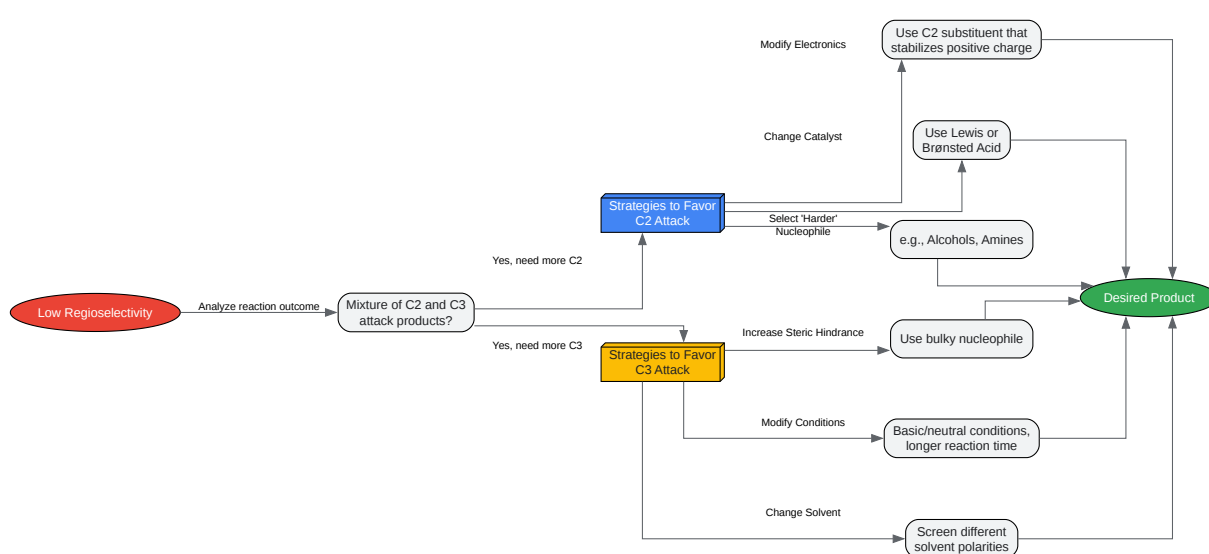 Low Regioselectivity
Analyze reaction outcome
Mixture of C2 and C3
attack products?
Yes, need more C2
Yes, need more C3
Strategies to Favor
C2 Attack
Modify Electronics
Use C2 substituent that
stabilizes positive charge
Change Catalyst
Use Lewis or
Brønsted Acid
Select 'Harder'
Nucleophile
e.g., Alcohols, Amines
Strategies to Favor
C3 Attack
Increase Steric Hindrance
Use bulky nucleophile
Modify Conditions
Basic/neutral conditions,
longer reaction time
Change Solvent
Screen different
solvent polarities
Desired Product